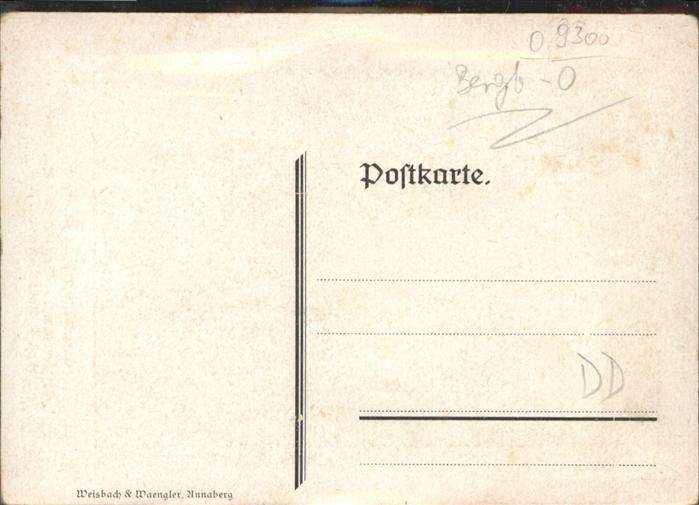 0.9300
Bergb - O
Poſtkarte.
DD
Weisbach & Waengler, Annaberg